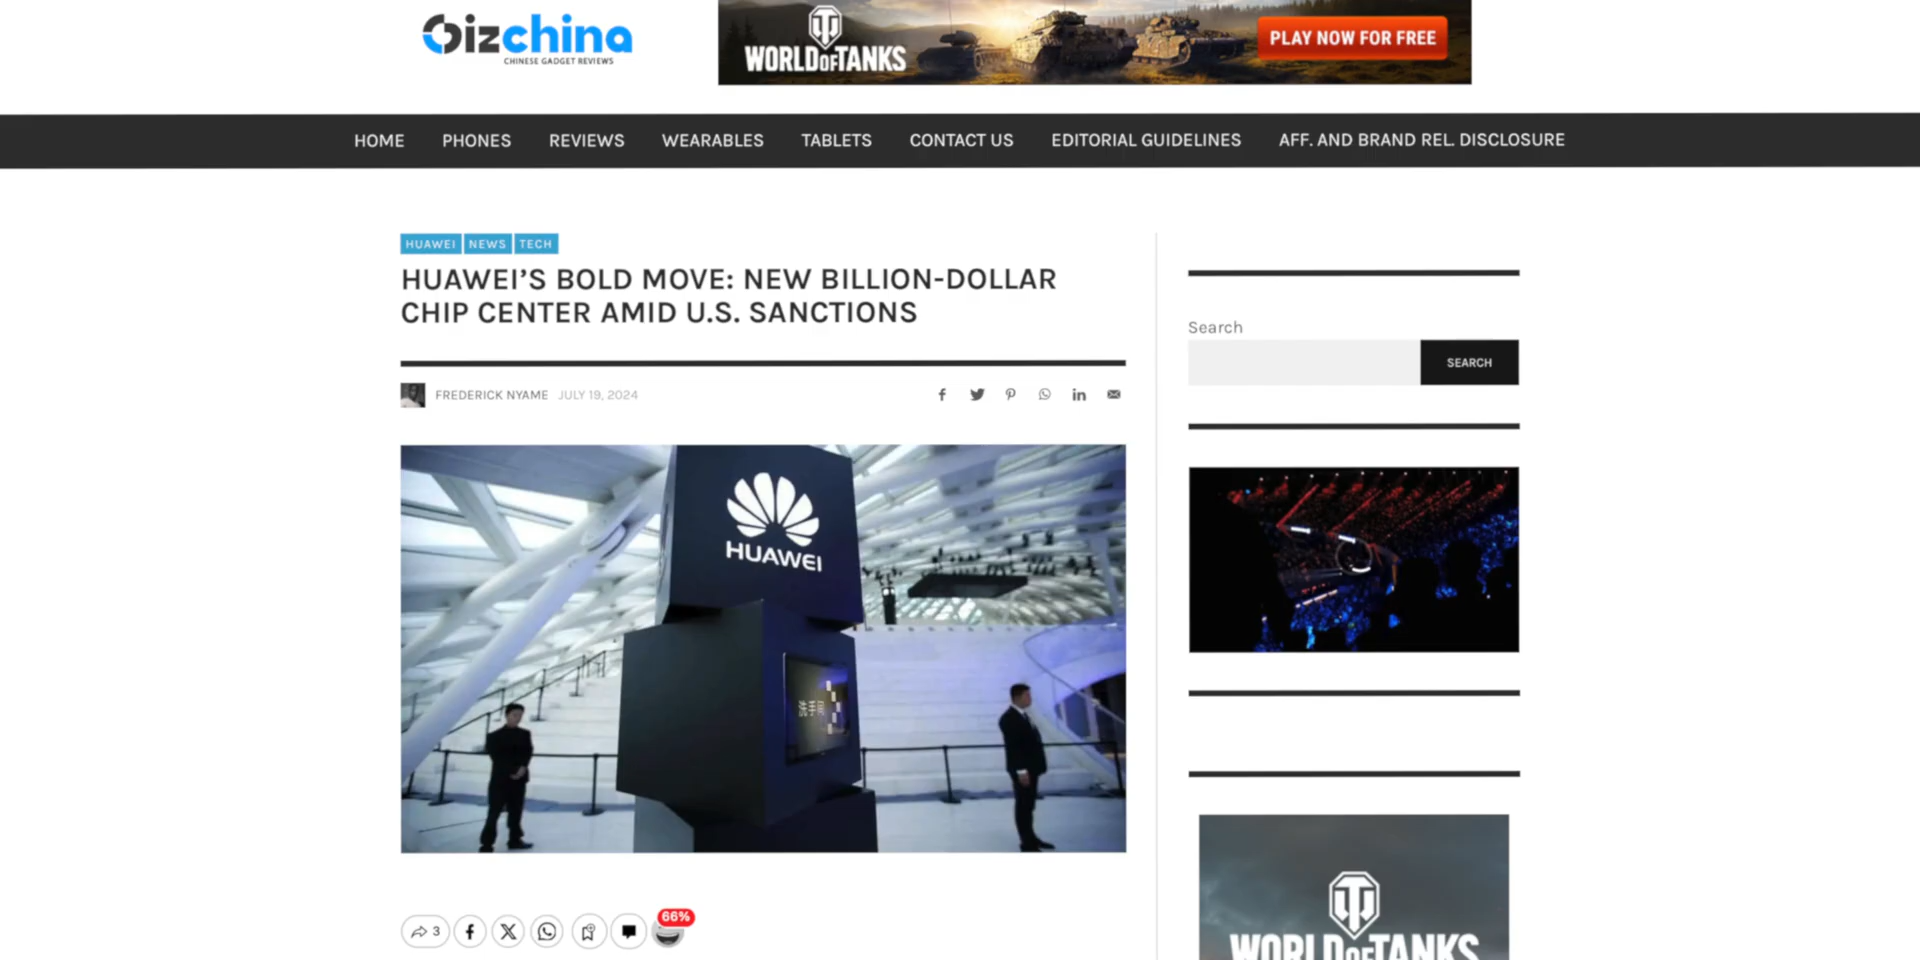 Gizchina
CHINESE GADGET REVIEWS
WORLD OF TANKS
PLAY NOW FOR FREE
HOME PHONES REVIEWS WEARABLES TABLETS CONTACT US EDITORIAL GUIDELINES AFF. AND BRAND REL. DISCLOSURE
HUAWEI NEWS TECH
HUAWEI’S BOLD MOVE: NEW BILLION-DOLLAR
CHIP CENTER AMID U.S. SANCTIONS
FREDERICK NYAME JULY 19, 2024
HUAWEI
3
66%
Search
SEARCH
WORLD OF TANKS